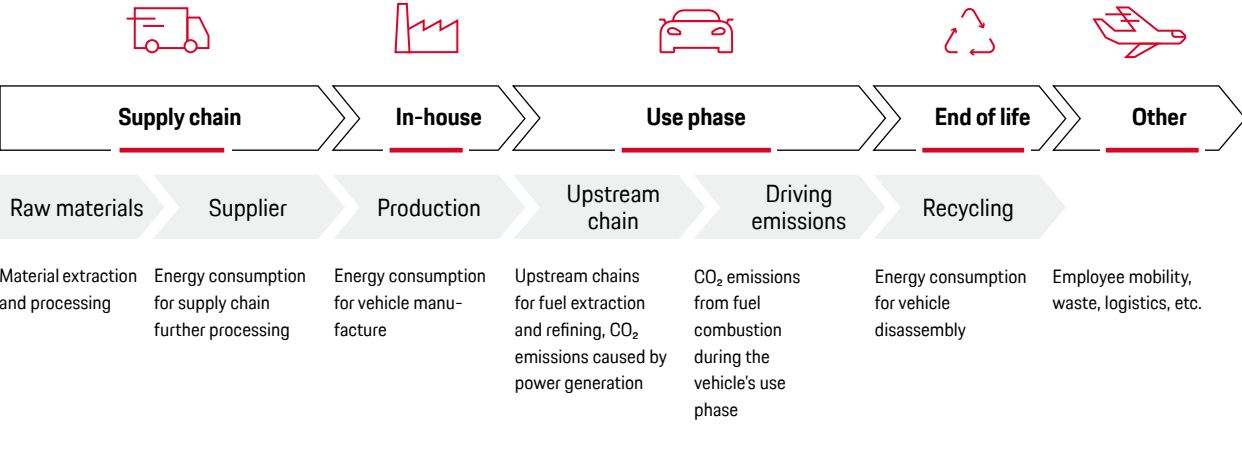 Supply chain
In-house
Use phase
End of life
Other
Raw materials
Supplier
Production
Upstream
chain
Driving
emissions
Recycling
Material extraction
and processing
Energy consumption
for supply chain
further processing
Energy consumption
for vehicle manu-
facture
Upstream chains
for fuel extraction
and refining, CO₂
emissions caused by
power generation
CO₂ emissions
from fuel
combustion
during the
vehicle’s use
phase
Energy consumption
for vehicle
disassembly
Employee mobility,
waste, logistics, etc.